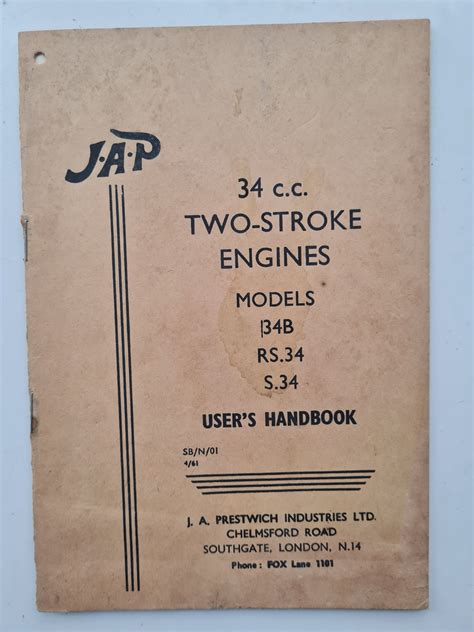 J.A.P
34 c.c.
TWO-STROKE
ENGINES
MODELS
J34B
RS.34
S.34
USER'S HANDBOOK
SB/N/01
4/61
J. A. PRESTWICH INDUSTRIES LTD.
CHELMSFORD ROAD
SOUTHGATE, LONDON, N.14
Phone : FOX Lane 1101